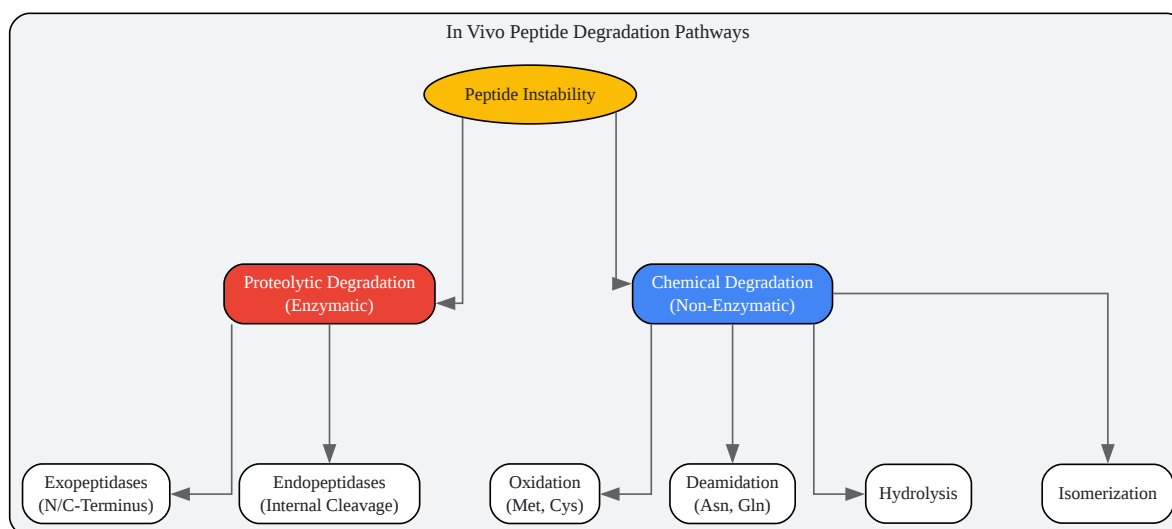 In Vivo Peptide Degradation Pathways
Peptide Instability
Proteolytic Degradation
(Enzymatic)
Chemical Degradation
(Non-Enzymatic)
Exopeptidases
(N/C-Terminus)
Endopeptidases
(Internal Cleavage)
Oxidation
(Met, Cys)
Deamidation
(Asn, Gln)
Hydrolysis
Isomerization